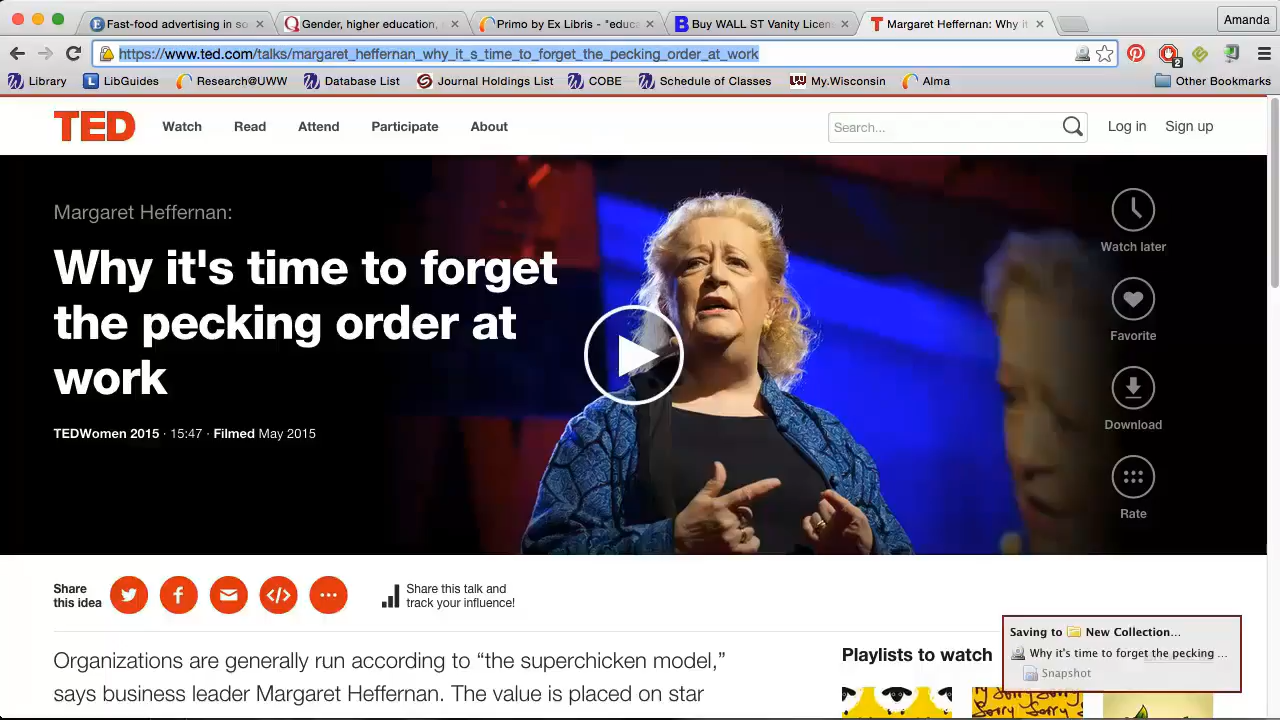 Fast-food advertising in so
Gender, higher education,
Primo by Ex Libris - "educa
Buy WALL ST Vanity Licen
Margaret Heffernan: Why it
Amanda
https://www.ted.com/talks/margaret_heffernan_why_it_s_time_to_forget_the_pecking_order_at_work
2
Library
LibGuides
Research@UWW
Database List
Journal Holdings List
COBE
Schedule of Classes
My.Wisconsin
Alma
Other Bookmarks
TED
Watch
Read
Attend
Participate
About
Search...
Log in
Sign up
Margaret Heffernan:
Why it's time to forget
the pecking order at
work
TEDWomen 2015 · 15:47 · Filmed May 2015
Watch later
Favorite
Download
Rate
Share
this idea
Share this talk and
track your influence!
Organizations are generally run according to “the superchicken model,”
says business leader Margaret Heffernan. The value is placed on star
Playlists to watch
Saving to New Collection...
Why it's time to forget the pecking ...
Snapshot
Sorry Sorry